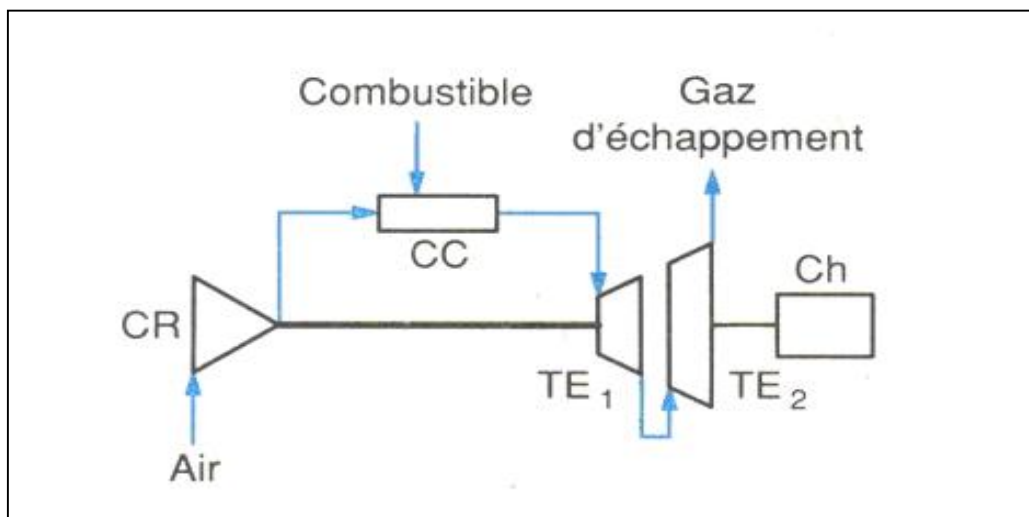 Combustible
Gaz
d'échappement
CC
Ch
CR
TE 1
TE 2
Air